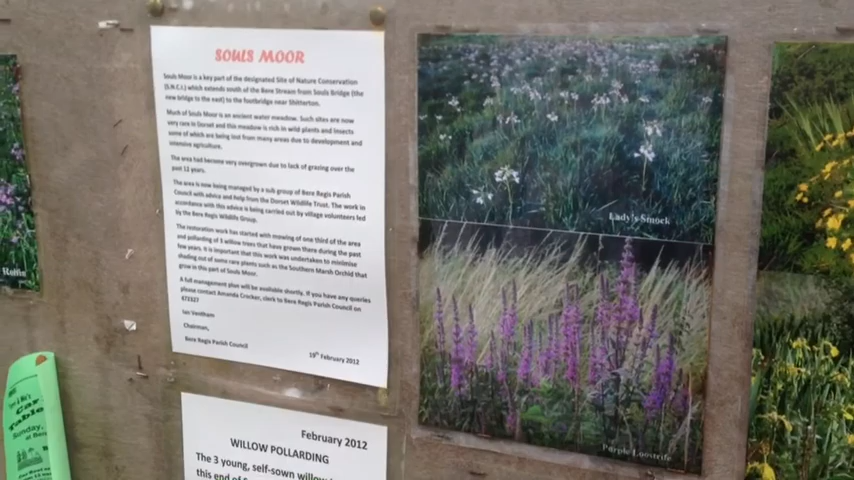 SOULS MOOR
Souls Moor is a key part of the designated Site of Nature Conservation
(S.N.C.I.) which extends south of the Bere Stream from Souls Bridge (the
new bridge to the east) to the footbridge near Shitterton.
Much of Souls Moor is an ancient water meadow. Such sites are now
very rare in Dorset and this meadow is rich in wild plants and insects
some of which are being lost from many areas due to development and
intensive agriculture.
The area had become very overgrown due to lack of grazing over the
past 12 years.
The area is now being managed by a sub group of Bere Regis Parish
Council with advice and help from the Dorset Wildlife Trust. The work in
accordance with this advice is being carried out by village volunteers led
by the Bere Regis Wildlife Group.
The restoration work has started with mowing of one third of the area
and pollarding of 3 willow trees that have grown there during the past
few years. It is important that this work was undertaken to minimise
shading out of some rare plants such as the Southern Marsh Orchid that
grow in this part of Souls Moor.
A full management plan will be available shortly. If you have any queries
please contact Amanda Crocker, clerk to Bere Regis Parish Council on
Ian Ventham
Chairman,
Bere Regis Parish Council
19th February 2012
February 2012
WILLOW POLLARDING
The 3 young, self-sown willow
this end of
Lady's Smock
Purple Loostrife
Robin
Car
Table
Sunday,